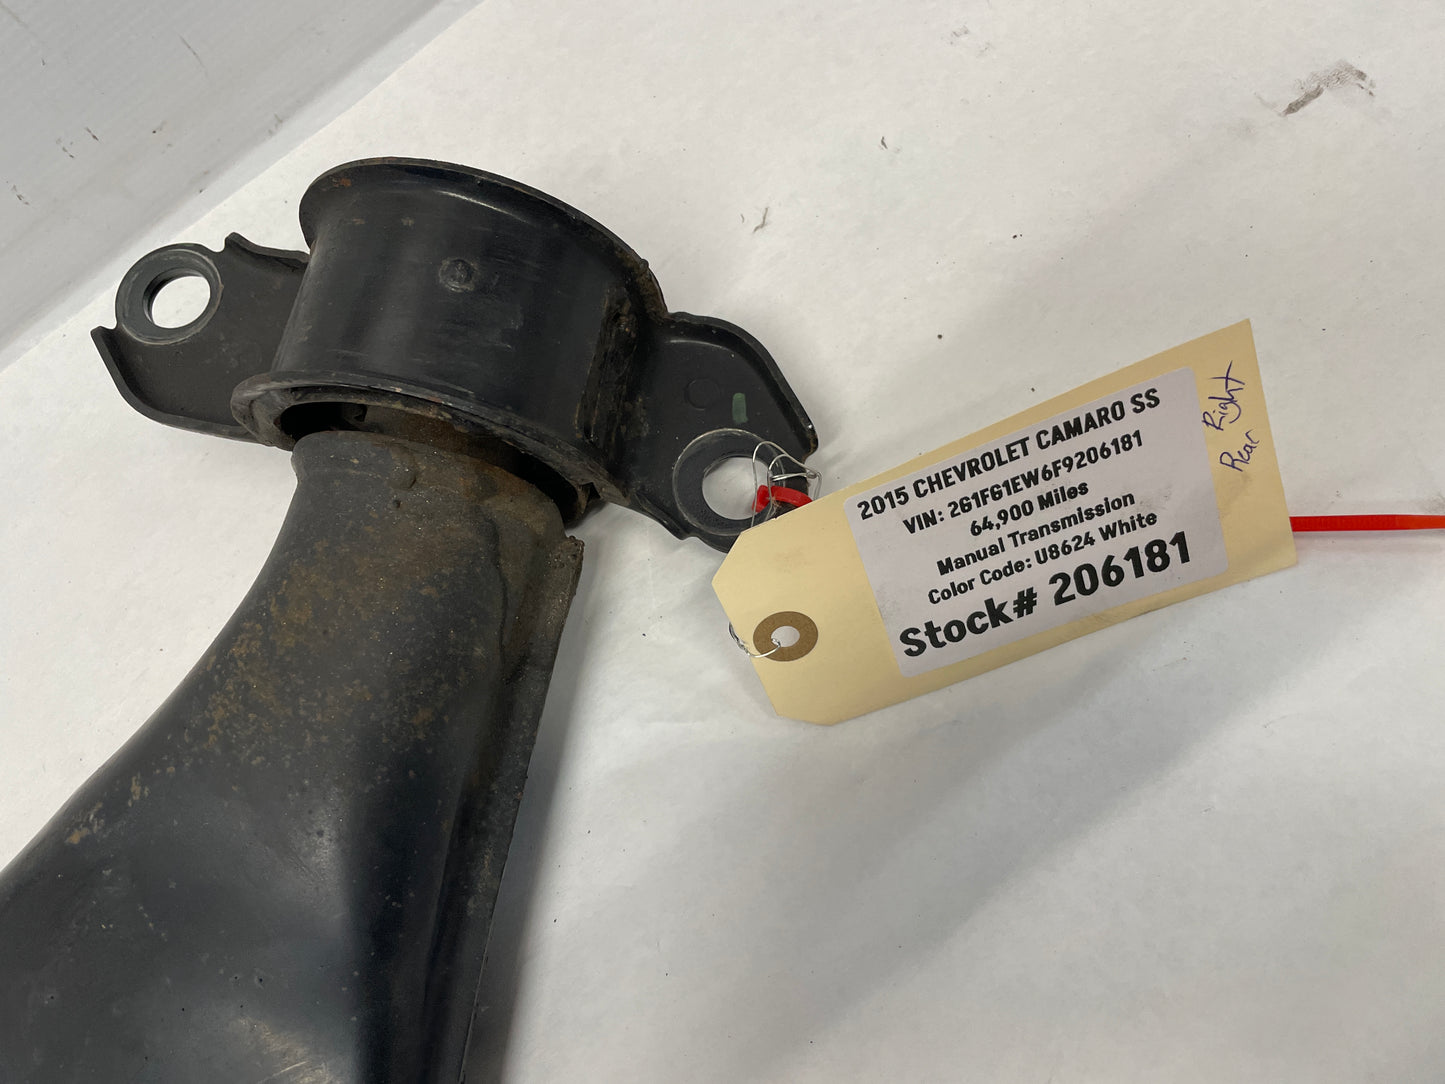 2015 CHEVROLET CAMARO SS
VIN: 2G1FG1EW6F9206181
64,900 Miles
Manual Transmission
Color Code: U8624 White
Stock# 206181
Right
Rear